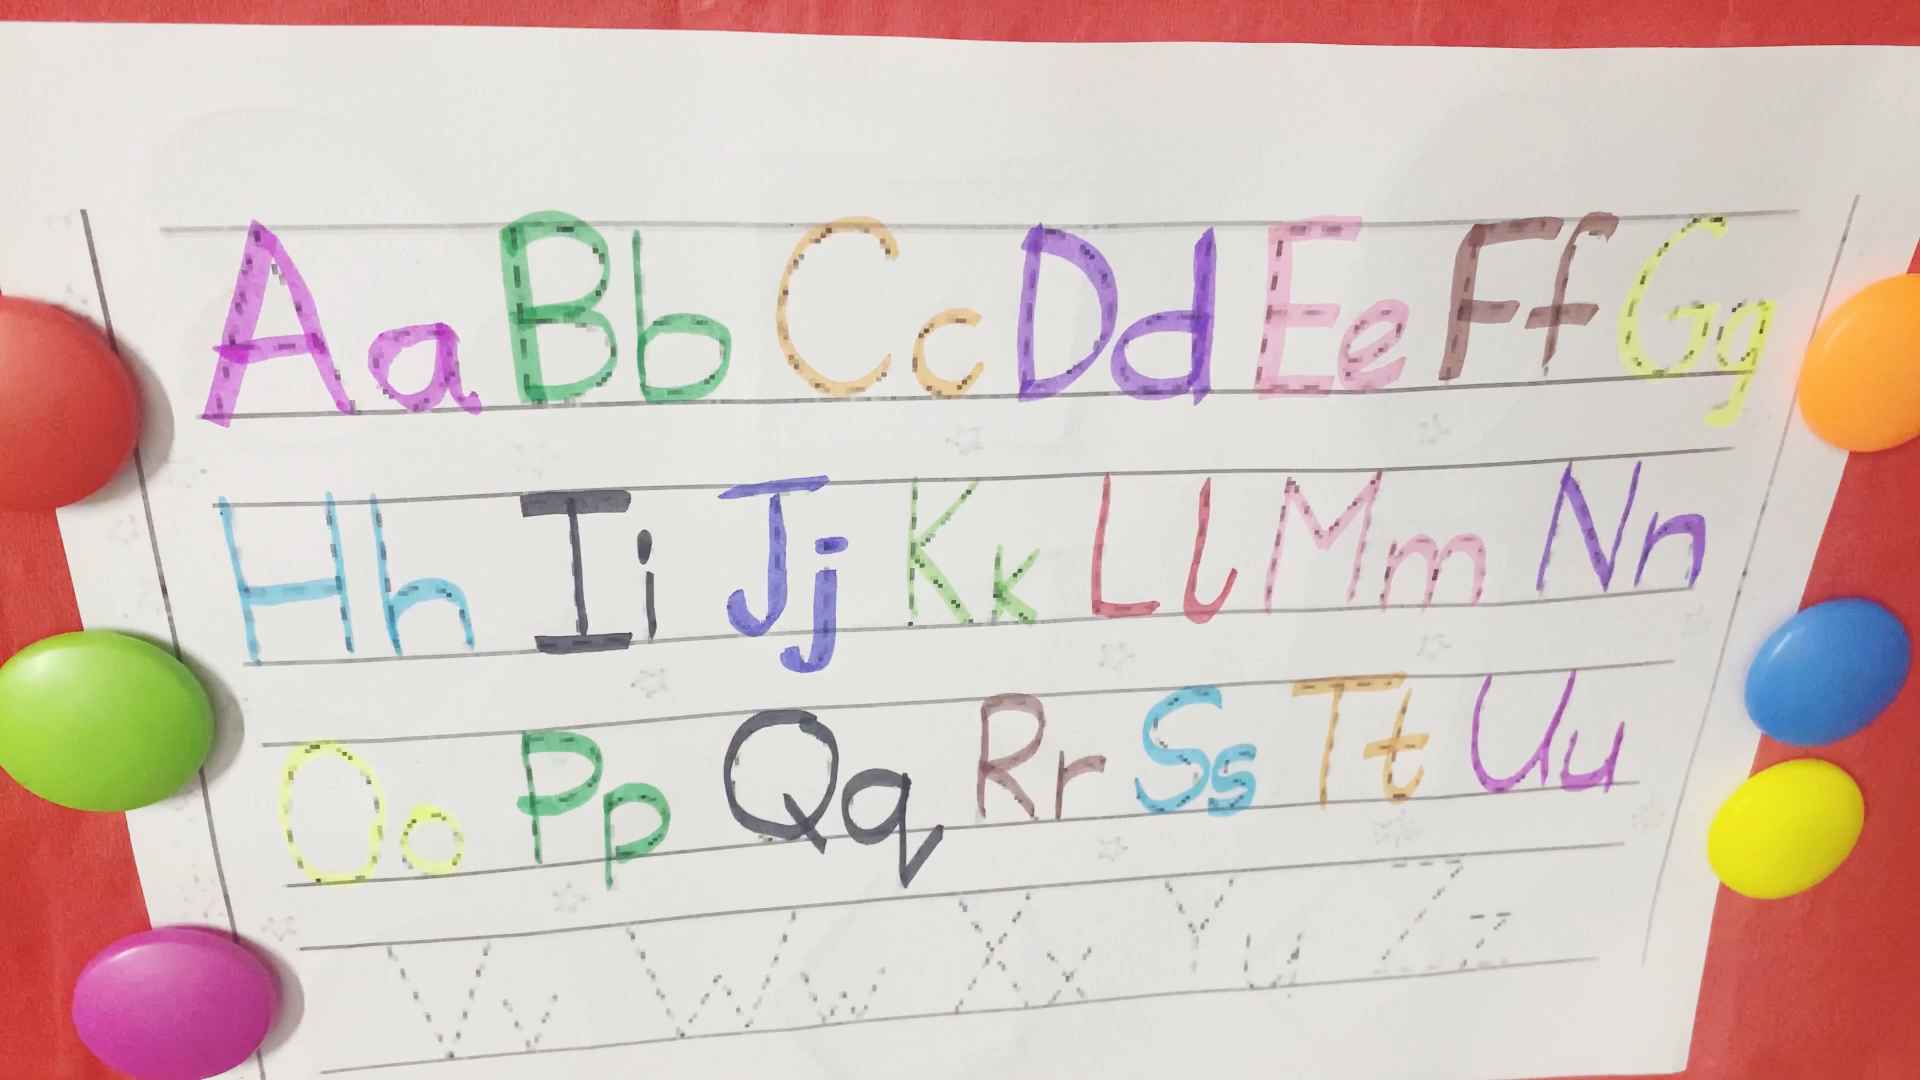 Aa Bb Cc Dd Ee Ff Gg
Hh Ii Jj Kk Ll Mm Nn
Oo Pp Qq Rr Ss Tt Uu
Vv Ww Xx Yy Zz